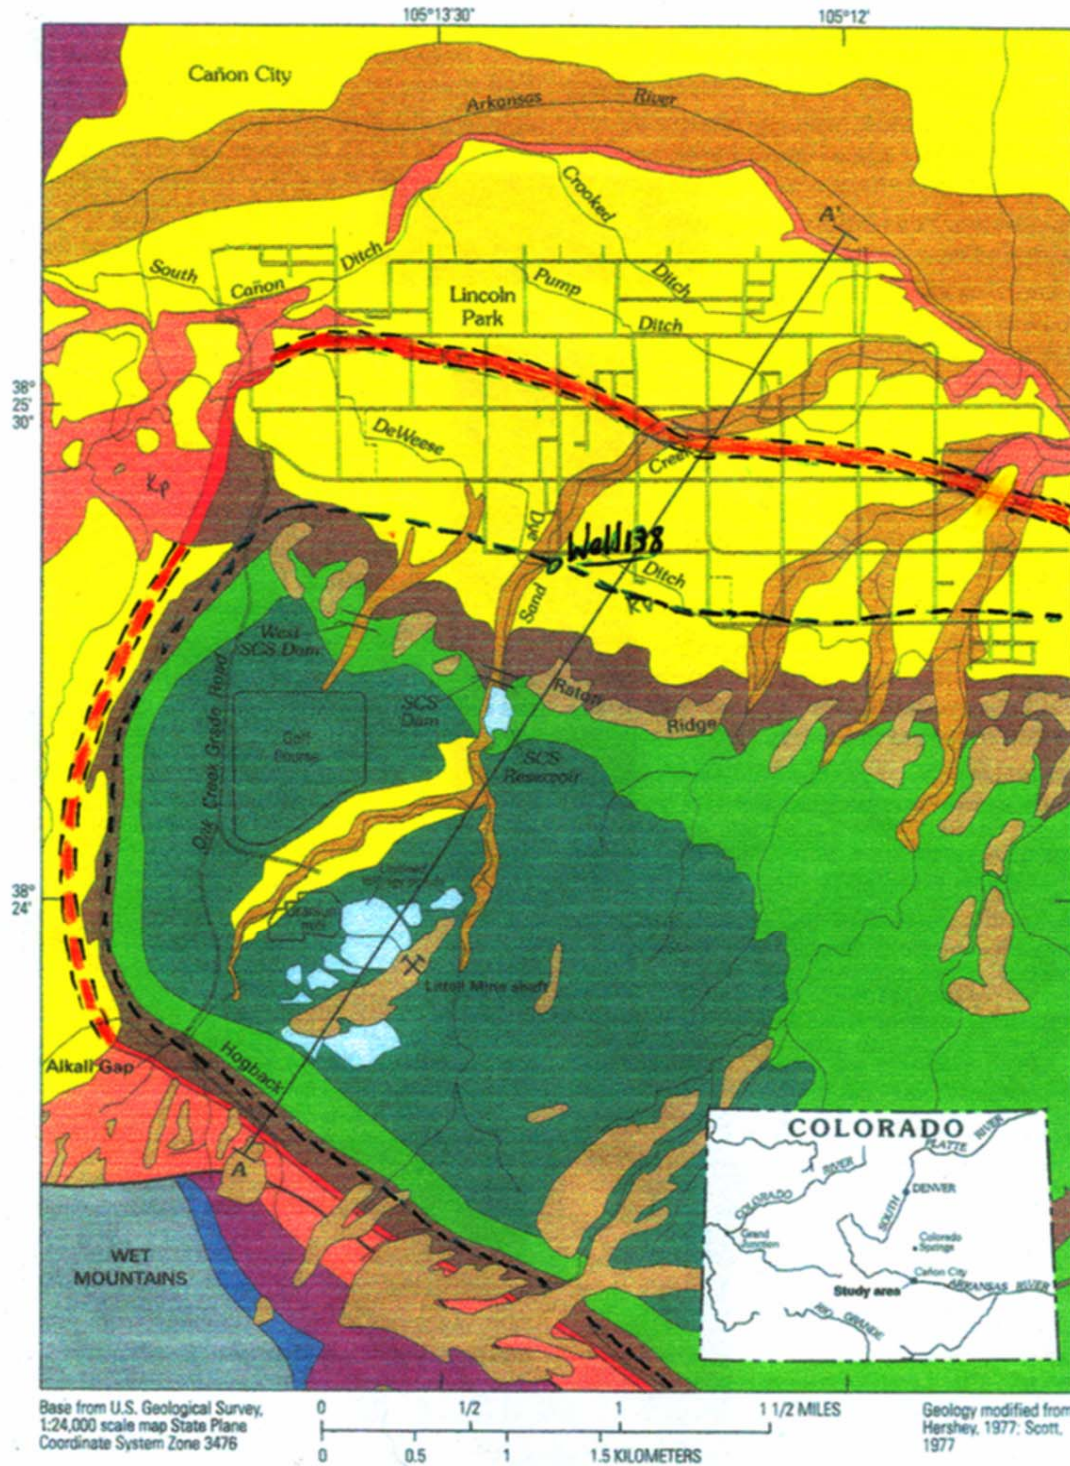 105°13'30"
105°12'
Cañon City
Arkansas River
Crooked
Ditch
A'
South Cañon Ditch
Pump
Ditch
Lincoln
Park
38°
25'
30"
DeWeese
Creek
Kp
Dye
Well 138
Ditch
Kv
Sand
West
SCS Dam
Oak Creek Grade Road
SCS
Dam
Raton
Ridge
Golf
Course
SCS
Reservoir
38°
24'
Uranium
mill
Littell Mine shaft
Alkali Gap
Hogback
A
WET
MOUNTAINS
COLORADO
PLATTE RIVER
SOUTH
COLORADO RIVER
DENVER
Grand
Junction
Colorado
Springs
Cañon City
Study area
ARKANSAS RIVER
RIO GRANDE
Base from U.S. Geological Survey,
1:24,000 scale map State Plane
Coordinate System Zone 3476
0 1/2 1 1 1/2 MILES
0 0.5 1 1.5 KILOMETERS
Geology modified from
Hershey, 1977; Scott,
1977